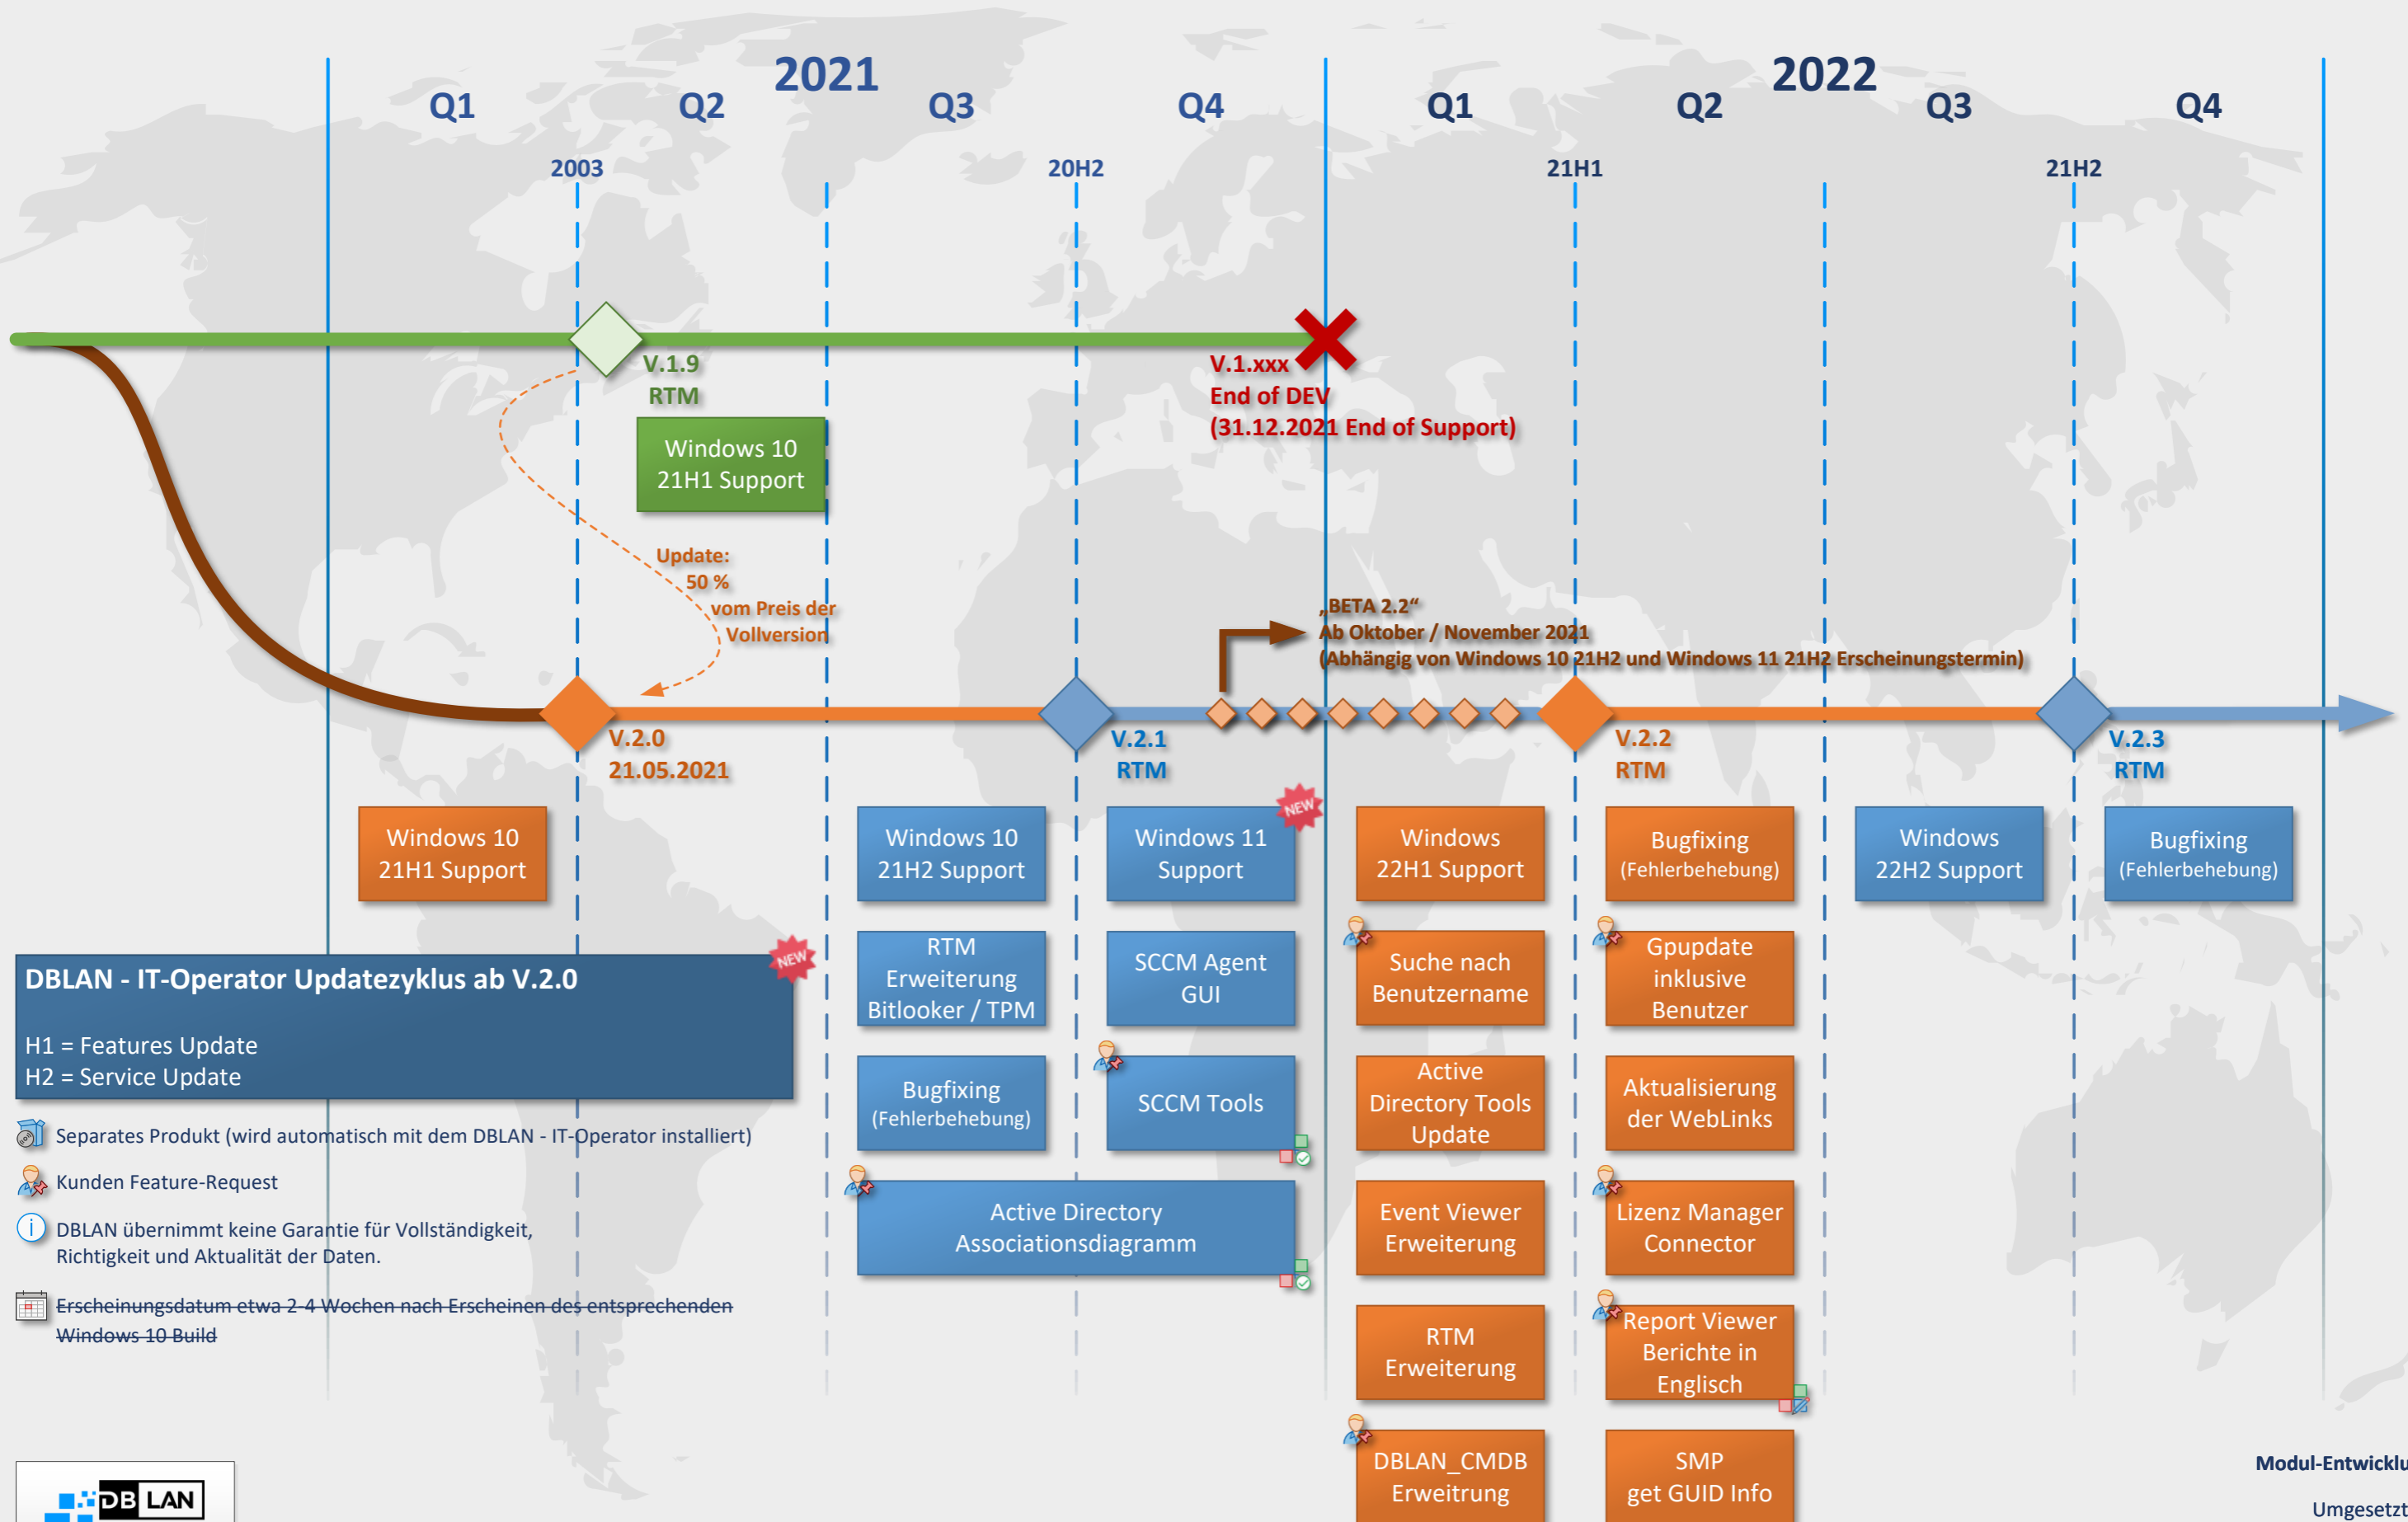 2021
2022
Q1
Q2
Q3
Q4
Q1
Q2
Q3
Q4
2003
20H2
21H1
21H2
V.1.9
RTM
V.1.xxx
End of DEV
(31.12.2021 End of Support)
Windows 10
21H1 Support
Update:
50 %
vom Preis der
Vollversion
„BETA 2.2“
Ab Oktober / November 2021
(Abhängig von Windows 10 21H2 und Windows 11 21H2 Erscheinungstermin)
V.2.0
21.05.2021
V.2.1
RTM
V.2.2
RTM
V.2.3
RTM
Windows 10
21H1 Support
Windows 10
21H2 Support
NEW
Windows 11
Support
Windows
22H1 Support
Bugfixing
(Fehlerbehebung)
Windows
22H2 Support
Bugfixing
(Fehlerbehebung)
RTM
Erweiterung
Bitlooker / TPM
SCCM Agent
GUI
Suche nach
Benutzername
Gpupdate
inklusive
Benutzer
NEW
DBLAN - IT-Operator Updatezyklus ab V.2.0
H1 = Features Update
H2 = Service Update
Bugfixing
(Fehlerbehebung)
SCCM Tools
Active
Directory Tools
Update
Aktualisierung
der WebLinks
Separates Produkt (wird automatisch mit dem DBLAN - IT-Operator installiert)
Kunden Feature-Request
DBLAN übernimmt keine Garantie für Vollständigkeit,
Richtigkeit und Aktualität der Daten.
Erscheinungsdatum etwa 2-4 Wochen nach Erscheinen des entsprechenden
Windows 10 Build
Active Directory
Associationsdiagramm
Event Viewer
Erweiterung
Lizenz Manager
Connector
RTM
Erweiterung
Report Viewer
Berichte in
Englisch
DBLAN_CMDB
Erweitrung
SMP
get GUID Info
DB LAN
Modul-Entwicklu
Umgesetzt